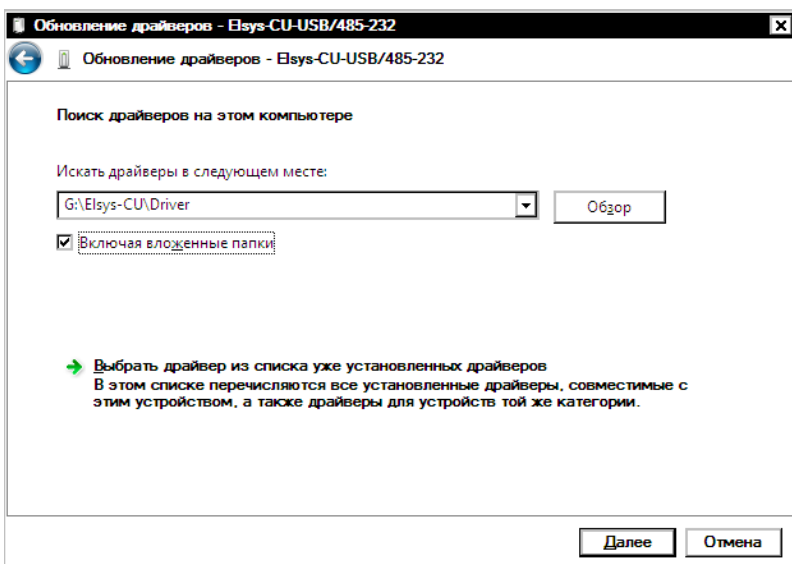 Обновление драйверов - Elsys-CU-USB/485-232
Обновление драйверов - Elsys-CU-USB/485-232
Поиск драйверов на этом компьютере
Искать драйверы в следующем месте:
G:\Elsys-CU\Driver
Обзор
Включая вложенные папки
Выбрать драйвер из списка уже установленных драйверов
В этом списке перечисляются все установленные драйверы, совместимые с
этим устройством, а также драйверы для устройств той же категории.
Далее
Отмена